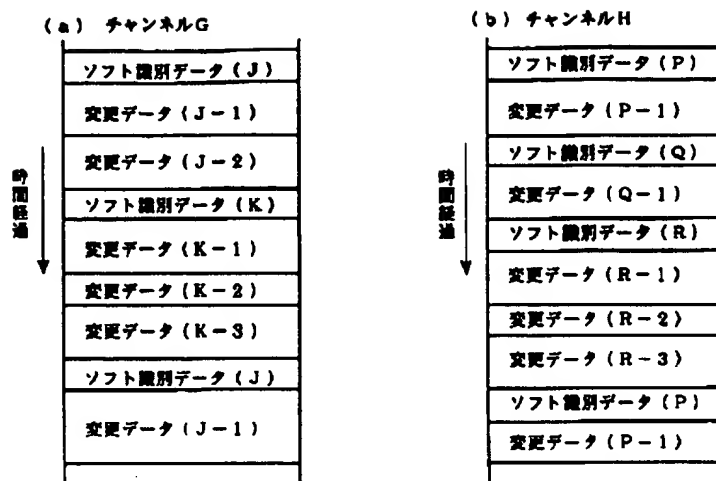 (a) チャンネルG
ソフト識別データ(J)
変更データ(J-1)
変更データ(J-2)
ソフト識別データ(K)
変更データ(K-1)
変更データ(K-2)
変更データ(K-3)
ソフト識別データ(J)
変更データ(J-1)
時間経過
(b) チャンネルH
ソフト識別データ(P)
変更データ(P-1)
ソフト識別データ(Q)
変更データ(Q-1)
ソフト識別データ(R)
変更データ(R-1)
変更データ(R-2)
変更データ(R-3)
ソフト識別データ(P)
変更データ(P-1)
時間経過